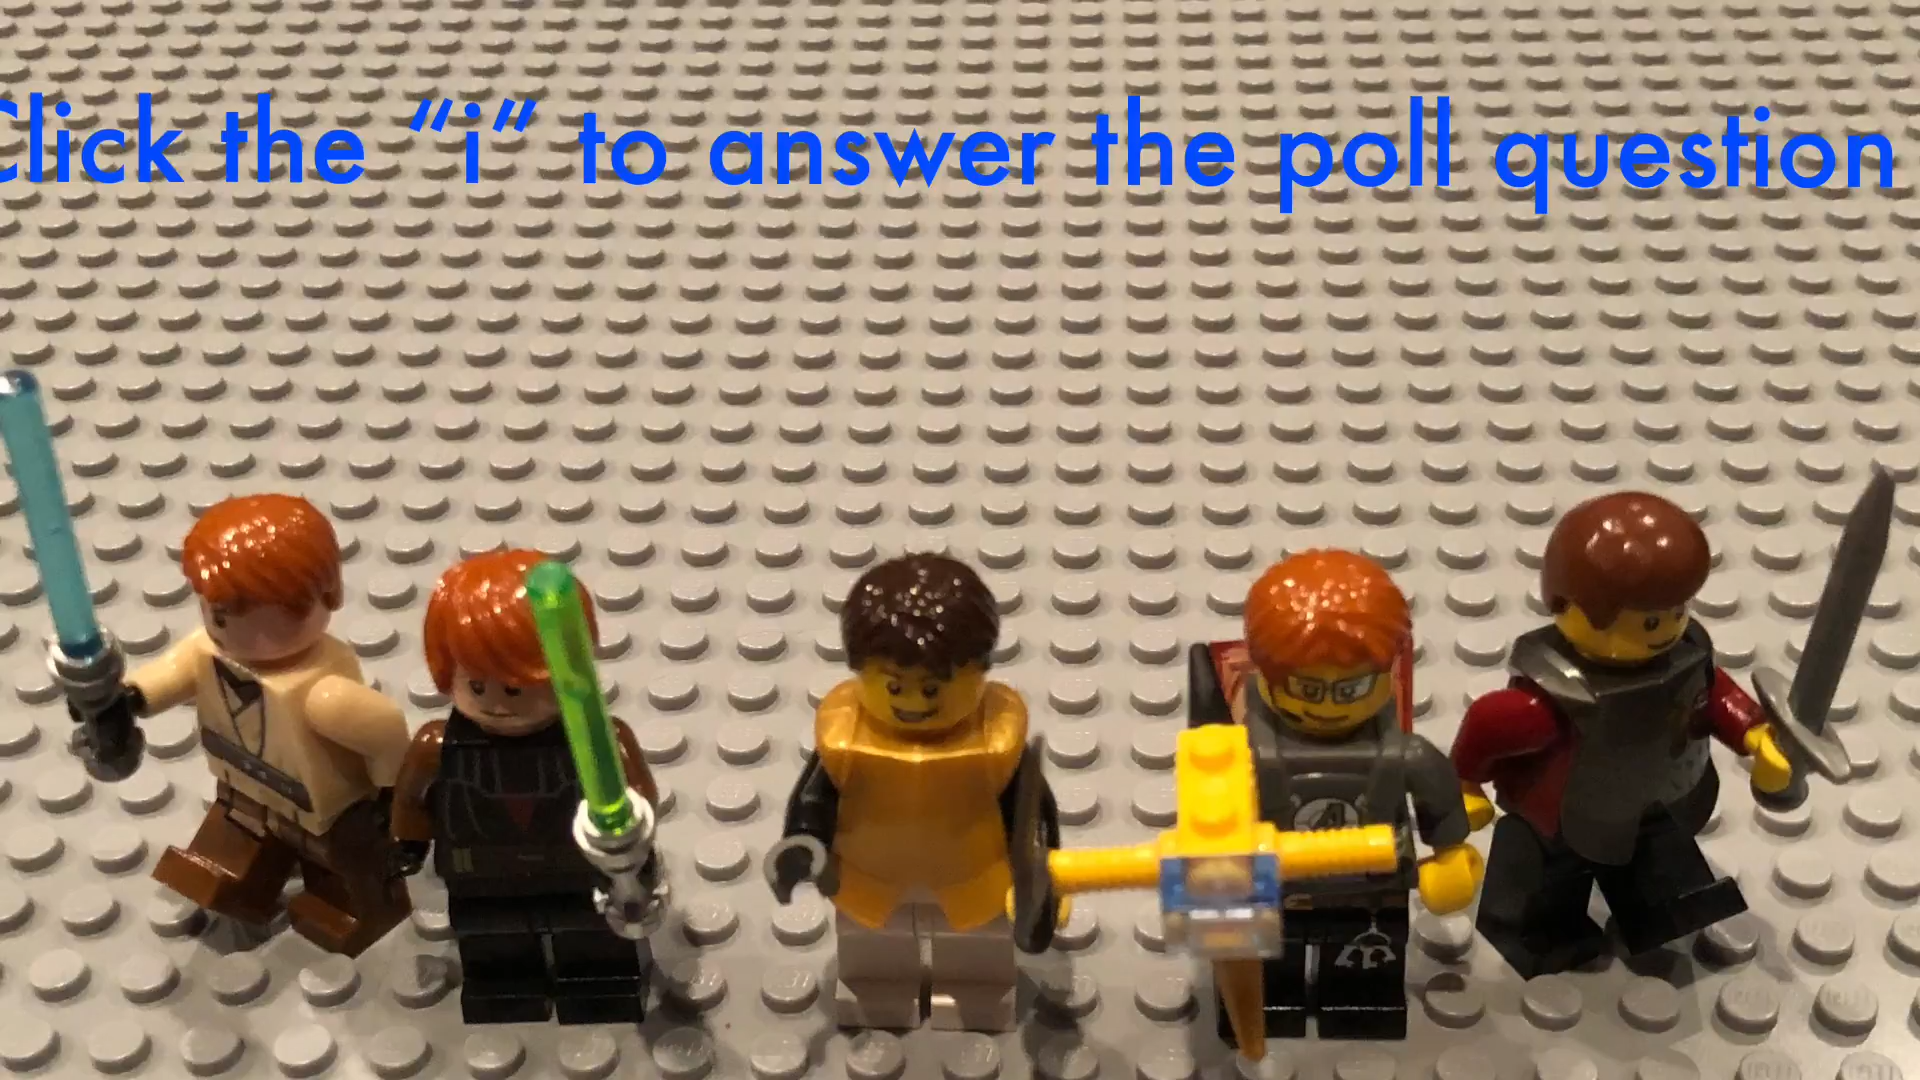 Click the “i” to answer the poll question